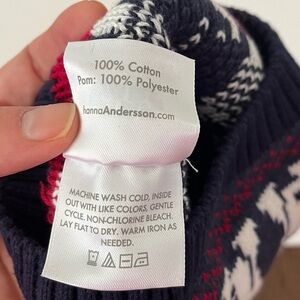 100% Cotton
Pom: 100% Polyester
hannaAndersson.com
MACHINE WASH COLD, INSIDE
OUT WITH LIKE COLORS. GENTLE
CYCLE. NON-CHLORINE BLEACH.
LAY FLAT TO DRY. WARM IRON AS
NEEDED.